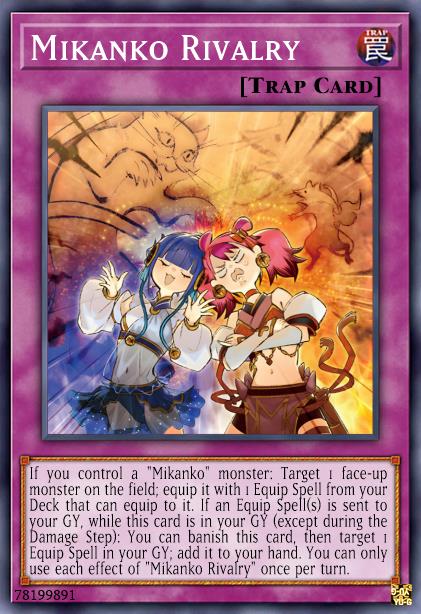 Mikanko Rivalry
TRAP
罠
[Trap Card]
If you control a "Mikanko" monster: Target 1 face-up
monster on the field; equip it with 1 Equip Spell from your
Deck that can equip to it. If an Equip Spell(s) is sent to
your GY, while this card is in your GY (except during the
Damage Step): You can banish this card, then target 1
Equip Spell in your GY; add it to your hand. You can only
use each effect of "Mikanko Rivalry" once per turn.
78199891